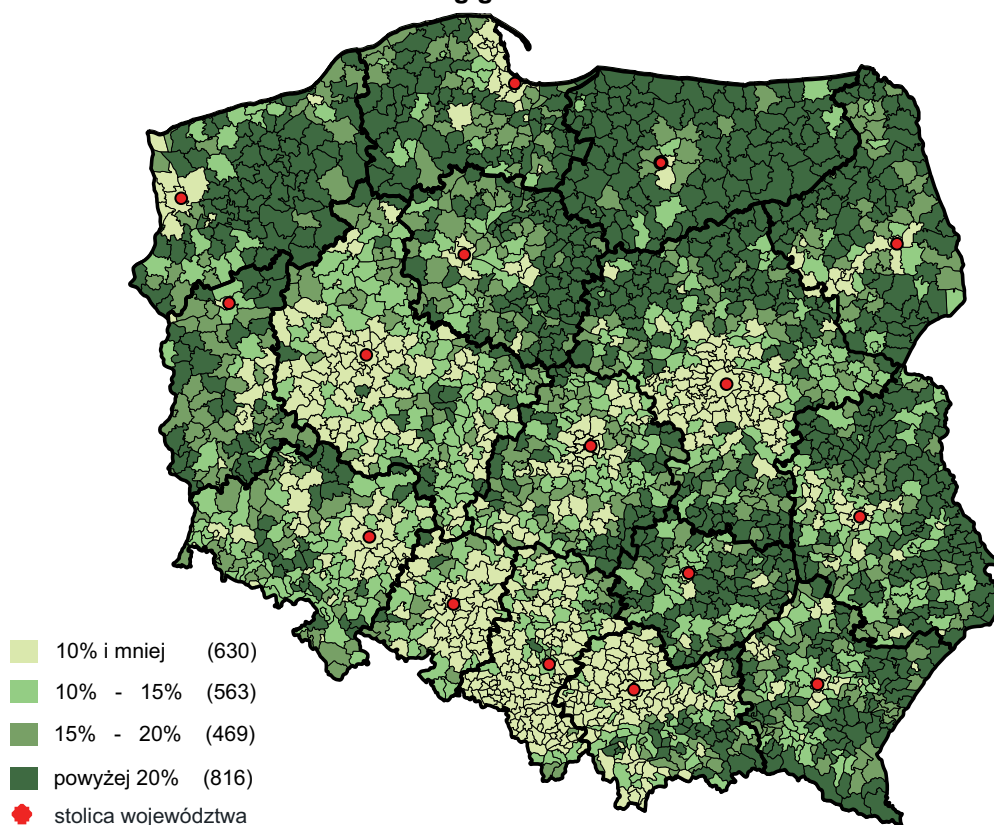 10% i mniej (630)
10% - 15% (563)
15% - 20% (469)
powyżej 20% (816)
stolica województwa